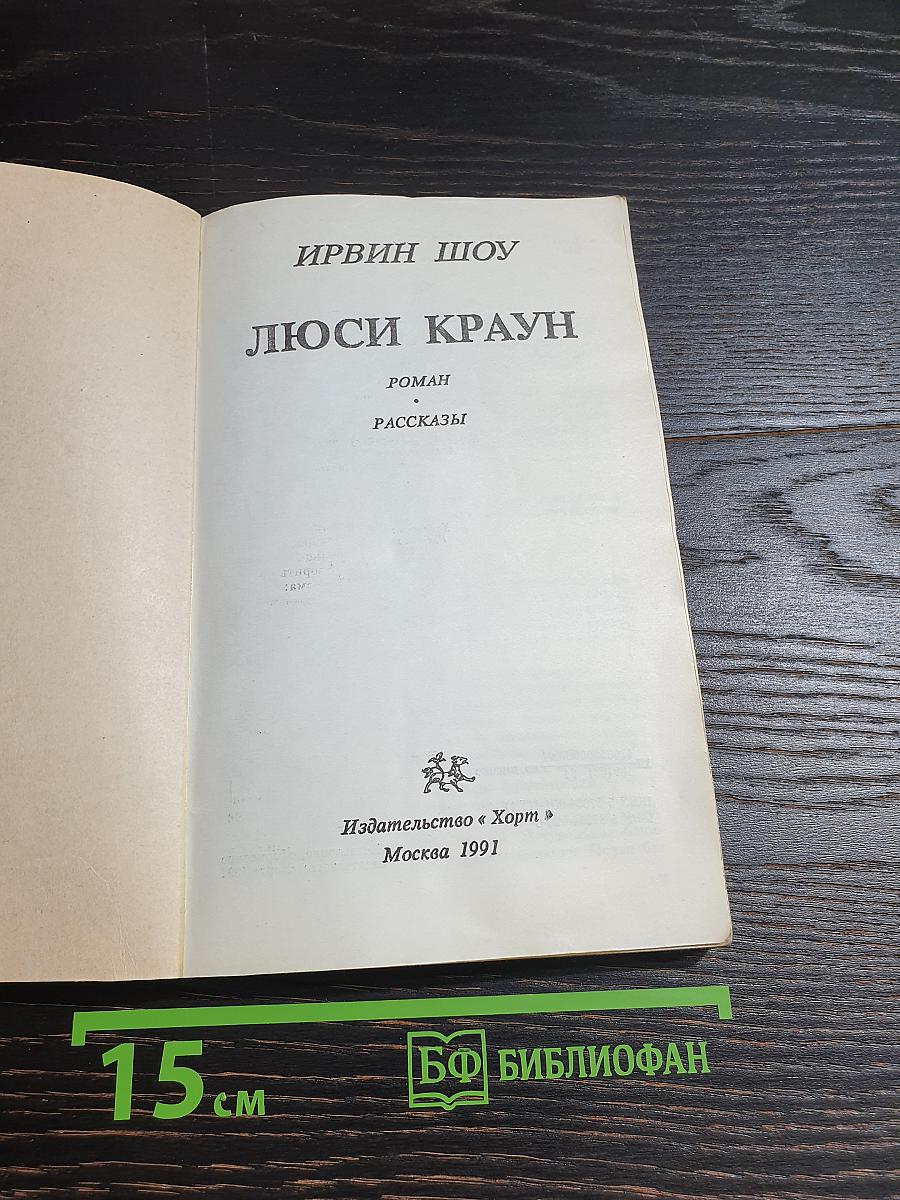 ИРВИН ШОУ
ЛЮСИ КРАУН
РОМАН
•
РАССКАЗЫ
Издательство « Хорт »
Москва 1991
15 см
БФ БИБЛИОФАН